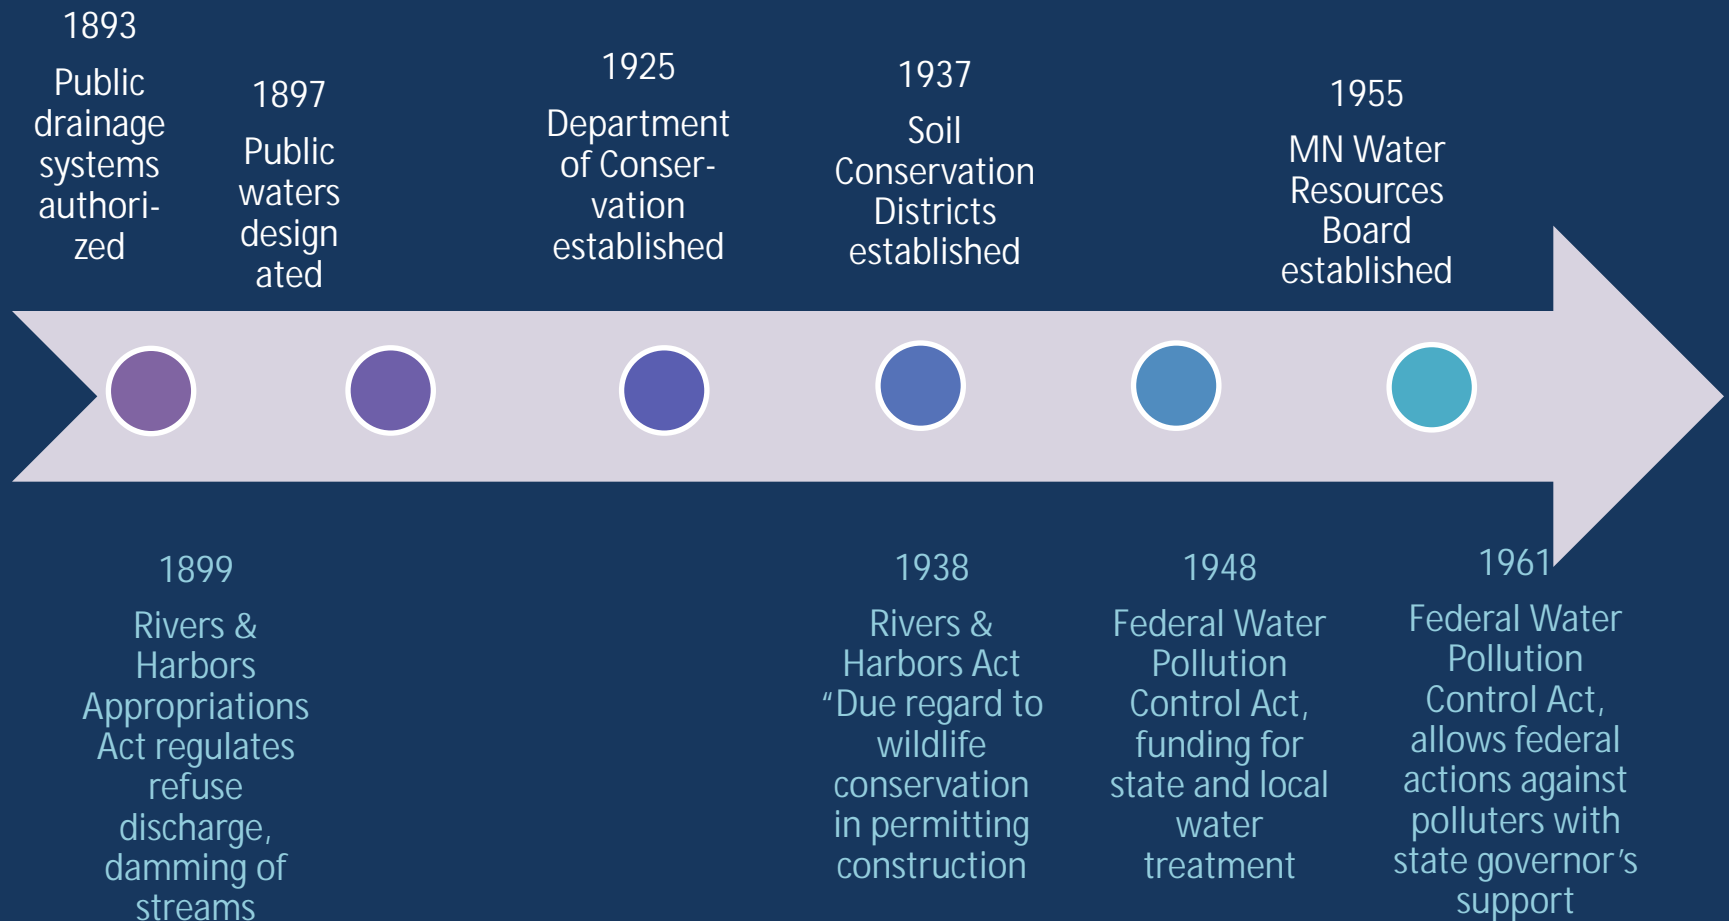 1893
Public
drainage
systems
authori-
zed
1897
Public
waters
design
ated
1925
Department
of Conser-
vation
established
1937
Soil
Conservation
Districts
established
1955
MN Water
Resources
Board
established
1899
Rivers &
Harbors
Appropriations
Act regulates
refuse
discharge,
damming of
streams
1938
Rivers &
Harbors Act
“Due regard to
wildlife
conservation
in permitting
construction
1948
Federal Water
Pollution
Control Act,
funding for
state and local
water
treatment
1961
Federal Water
Pollution
Control Act,
allows federal
actions against
polluters with
state governor’s
support